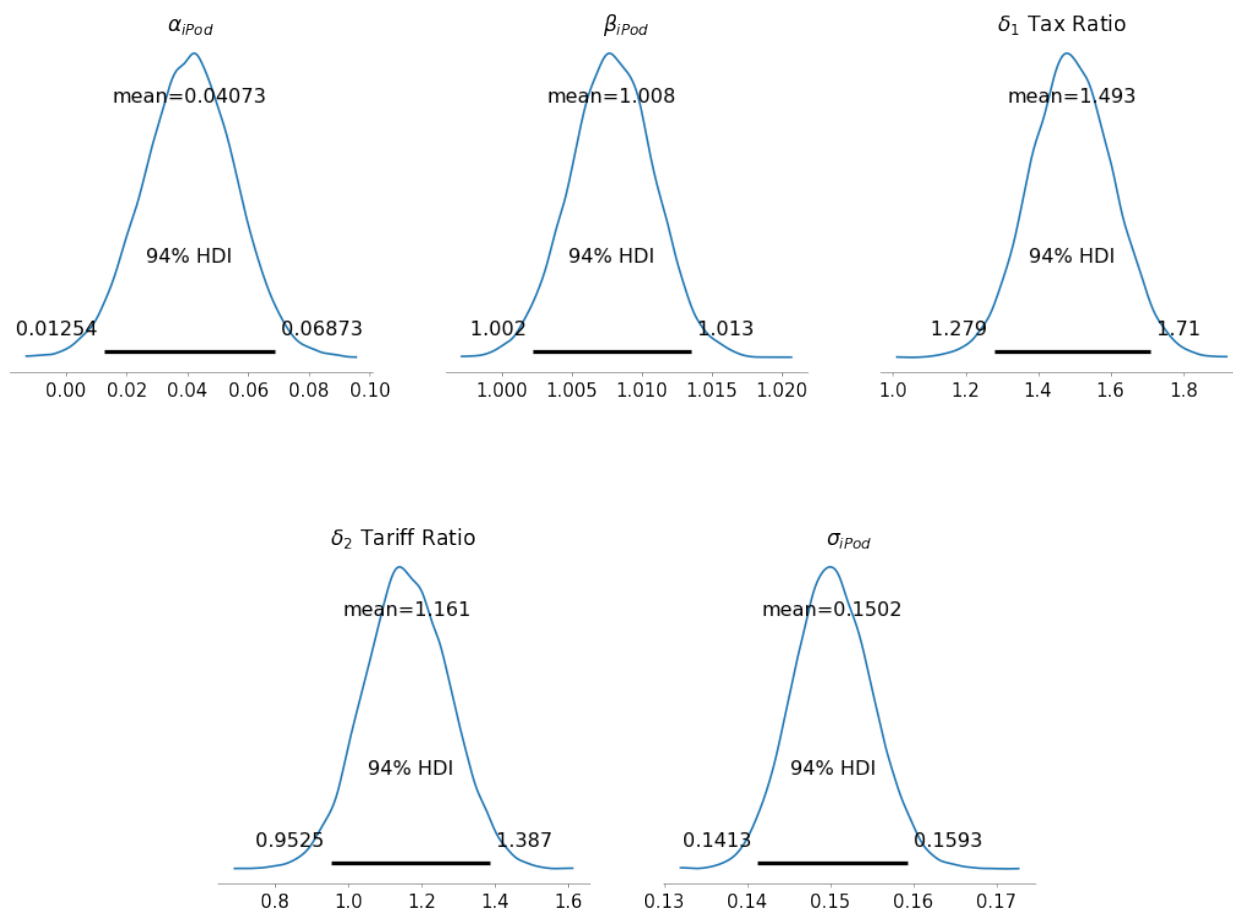 α_iPod
mean=0.04073
94% HDI
0.01254 0.06873
0.00 0.02 0.04 0.06 0.08 0.10
β_iPod
mean=1.008
94% HDI
1.002 1.013
1.000 1.005 1.010 1.015 1.020
δ₁ Tax Ratio
mean=1.493
94% HDI
1.279 1.71
1.0 1.2 1.4 1.6 1.8
δ₂ Tariff Ratio
mean=1.161
94% HDI
0.9525 1.387
0.8 1.0 1.2 1.4 1.6
σ_iPod
mean=0.1502
94% HDI
0.1413 0.1593
0.13 0.14 0.15 0.16 0.17